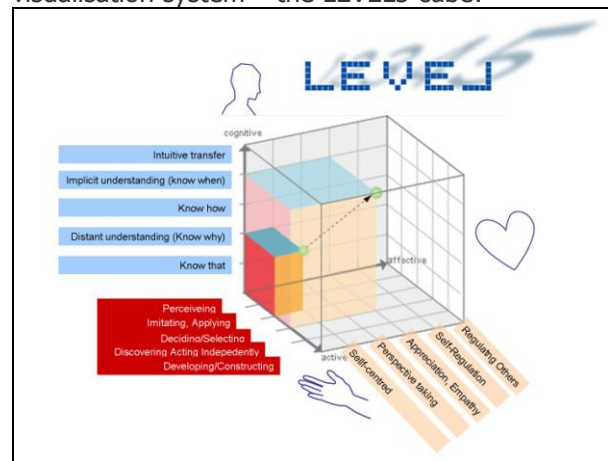 visualisation system – the LEVEL5 cube.
LEVEL
cognitive
Intuitive transfer
Implicit understanding (know when)
Know how
Distant understanding (Know why)
Know that
affective
Perceiveing
Imitating, Applying
Deciding/Selecting
Discovering Acting Indepedently
Developing/Constructing
active
Sellf-centred
Perspective taking
Appreciation, Empathy
Self-Regulation
Regulating Others